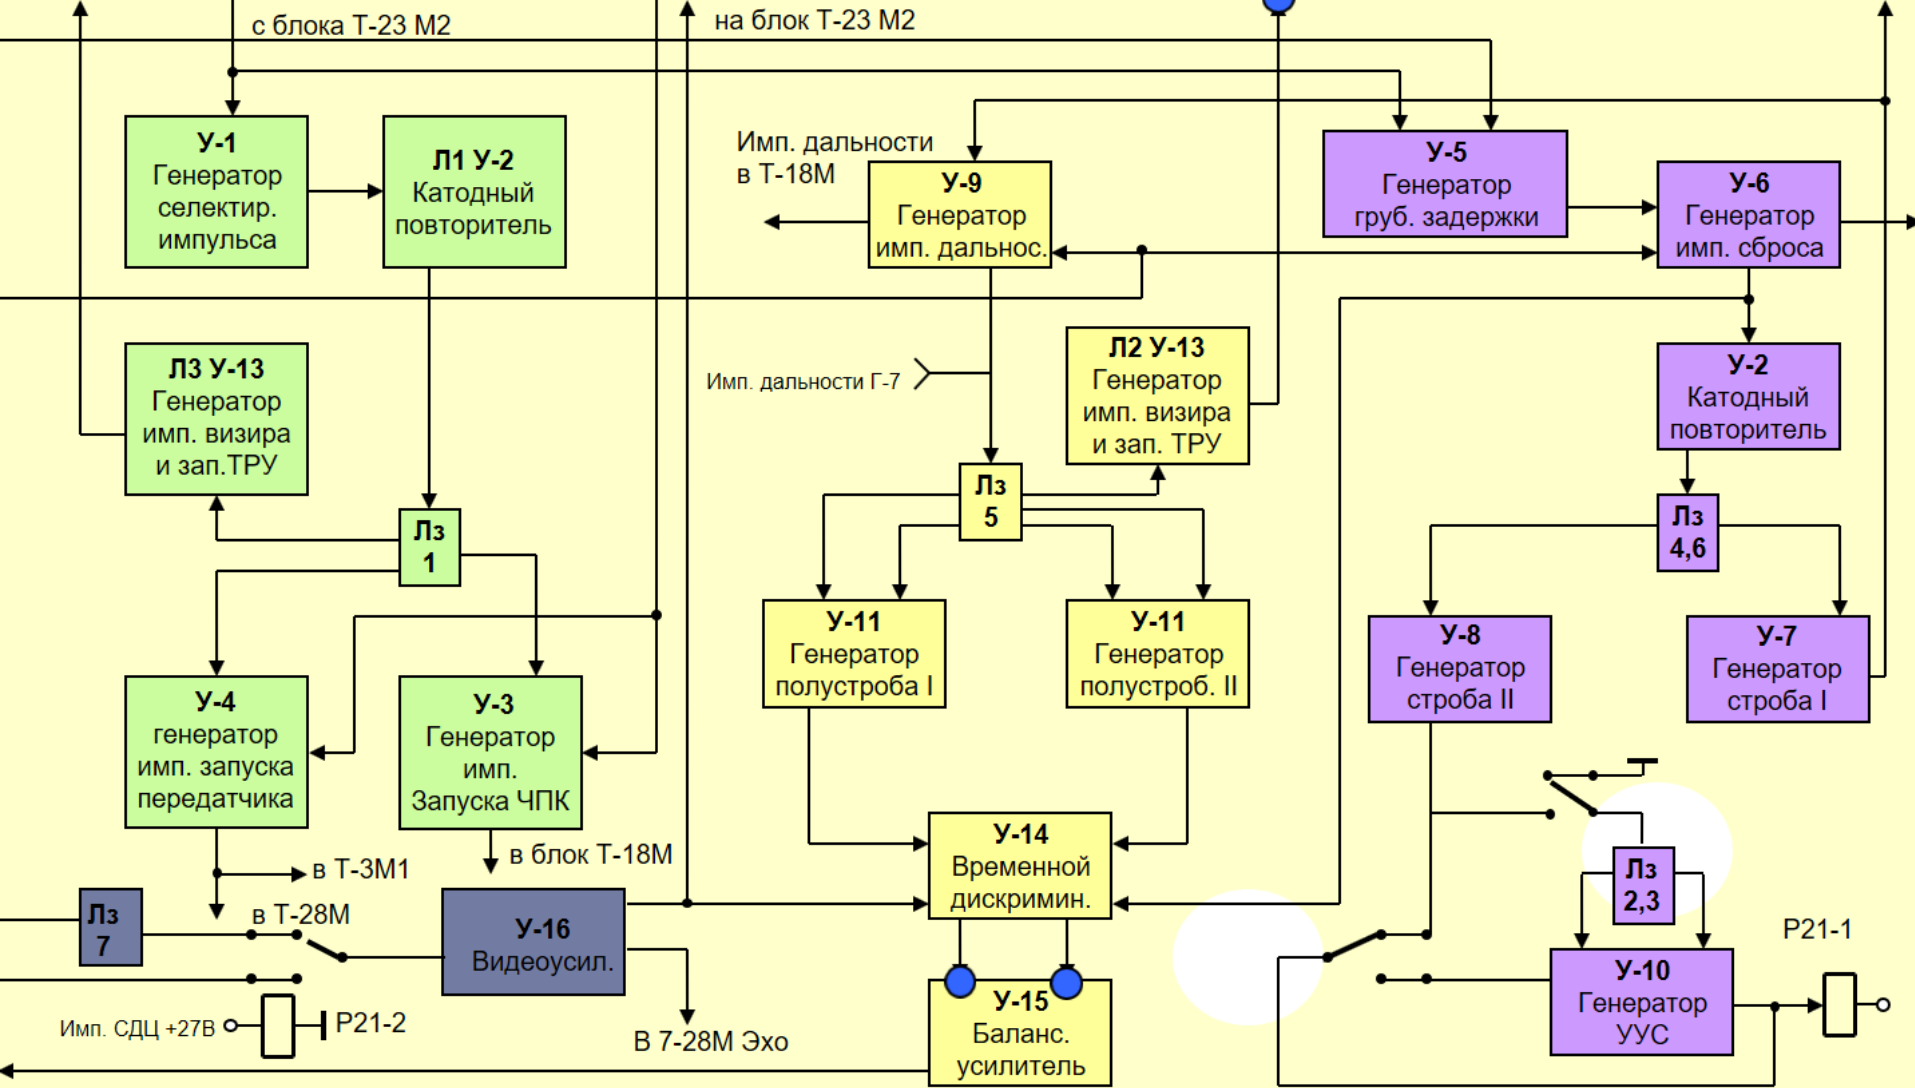 с блока Т-23 М2
на блок Т-23 М2
У-1
Генератор
селектир.
импульса
Л1 У-2
Катодный
повторитель
Имп. дальности
в Т-18М
У-9
Генератор
имп. дальнос.
У-5
Генератор
груб. задержки
У-6
Генератор
имп. сброса
Л3 У-13
Генератор
имп. визира
и зап.ТРУ
Имп. дальности Г-7
Л2 У-13
Генератор
имп. визира
и зап. ТРУ
У-2
Катодный
повторитель
Лз
1
Лз
5
Лз
4,6
У-11
Генератор
полустроба I
У-11
Генератор
полустроб. II
У-8
Генератор
строба II
У-7
Генератор
строба I
У-4
генератор
имп. запуска
передатчика
У-3
Генератор
имп.
Запуска ЧПК
в Т-3М1
в блок Т-18М
У-14
Временной
дискримин.
Лз
2,3
Лз
7
в Т-28М
У-16
Видеоусил.
Р21-1
У-15
Баланс.
усилитель
У-10
Генератор
УУС
Имп. СДЦ +27В
Р21-2
В 7-28М Эхо